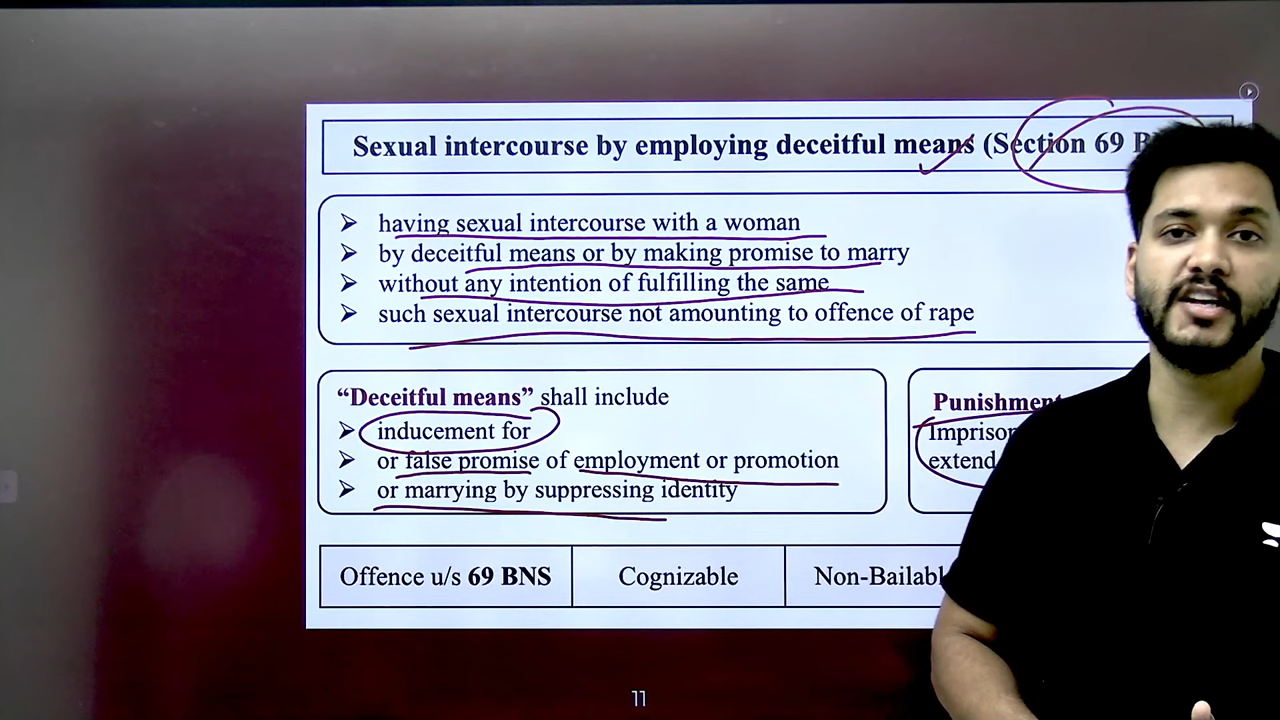 Sexual intercourse by employing deceitful means (Section 69
➤ having sexual intercourse with a woman
➤ by deceitful means or by making promise to marry
➤ without any intention of fulfilling the same
➤ such sexual intercourse not amounting to offence of rape
“Deceitful means” shall include
➤ inducement for
➤ or false promise of employment or promotion
➤ or marrying by suppressing identity
Punishment
extend
Offence u/s 69 BNS
Cognizable
11